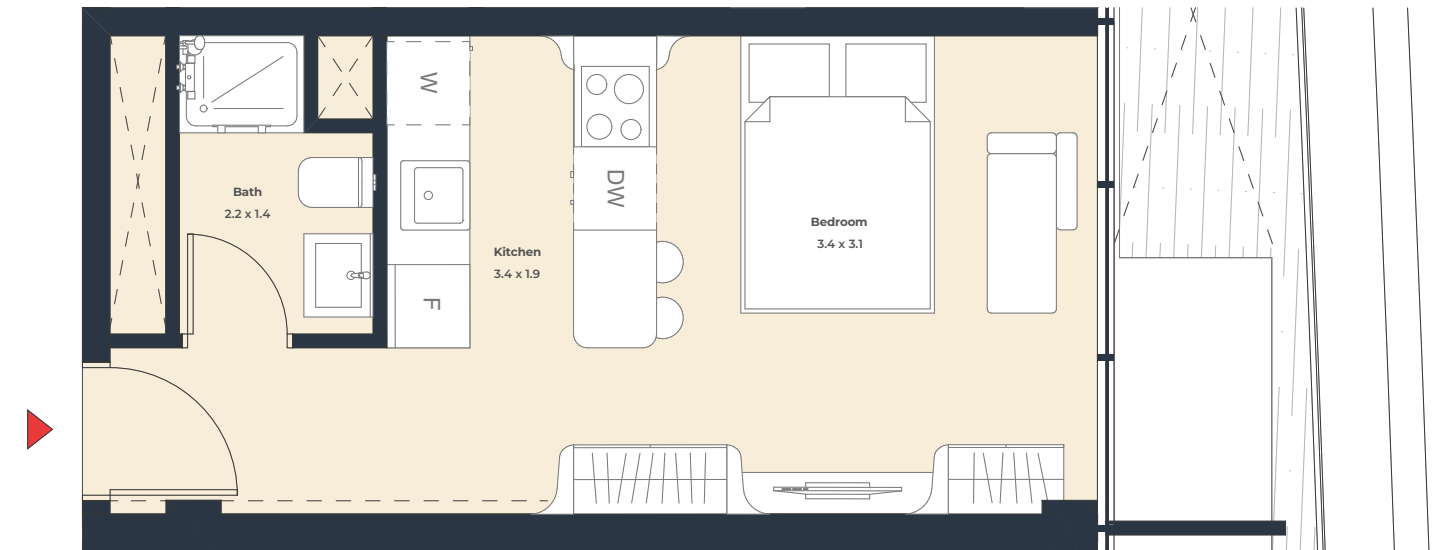 Bath
2.2 x 1.4
W
F
Kitchen
3.4 x 1.9
DW
Bedroom
3.4 x 3.1